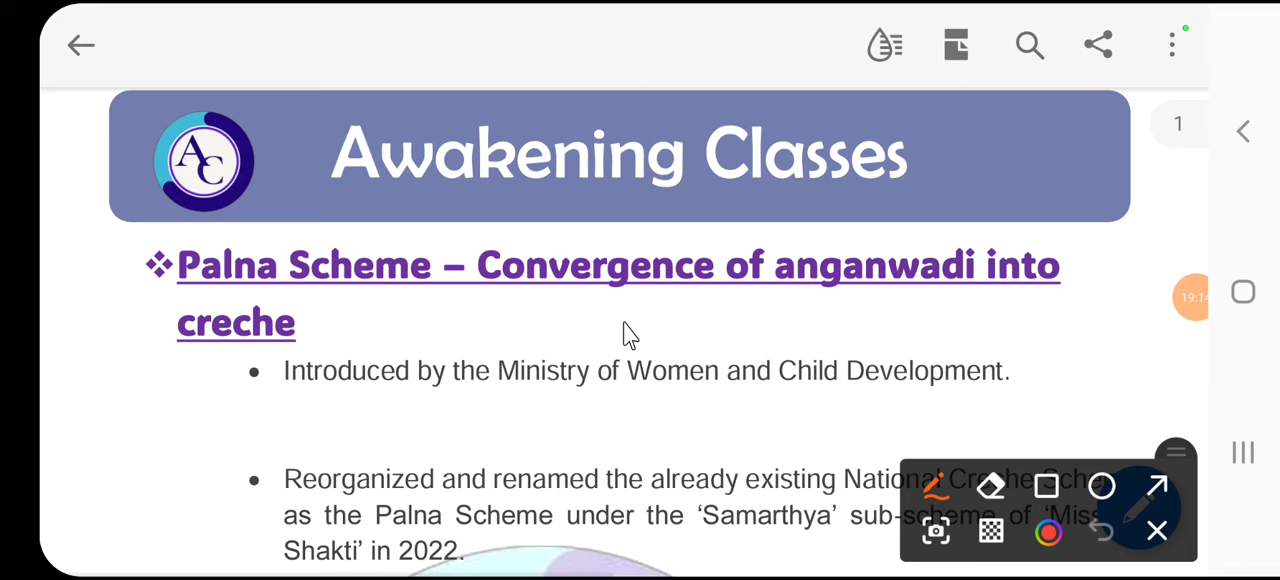 1
AC
Awakening Classes
❖Palna Scheme – Convergence of anganwadi into
creche
19:14
• Introduced by the Ministry of Women and Child Development.
• Reorganized and renamed the already existing National Creche
as the Palna Scheme under the ‘Samarthya’ sub-scheme of
Shakti’ in 2022.